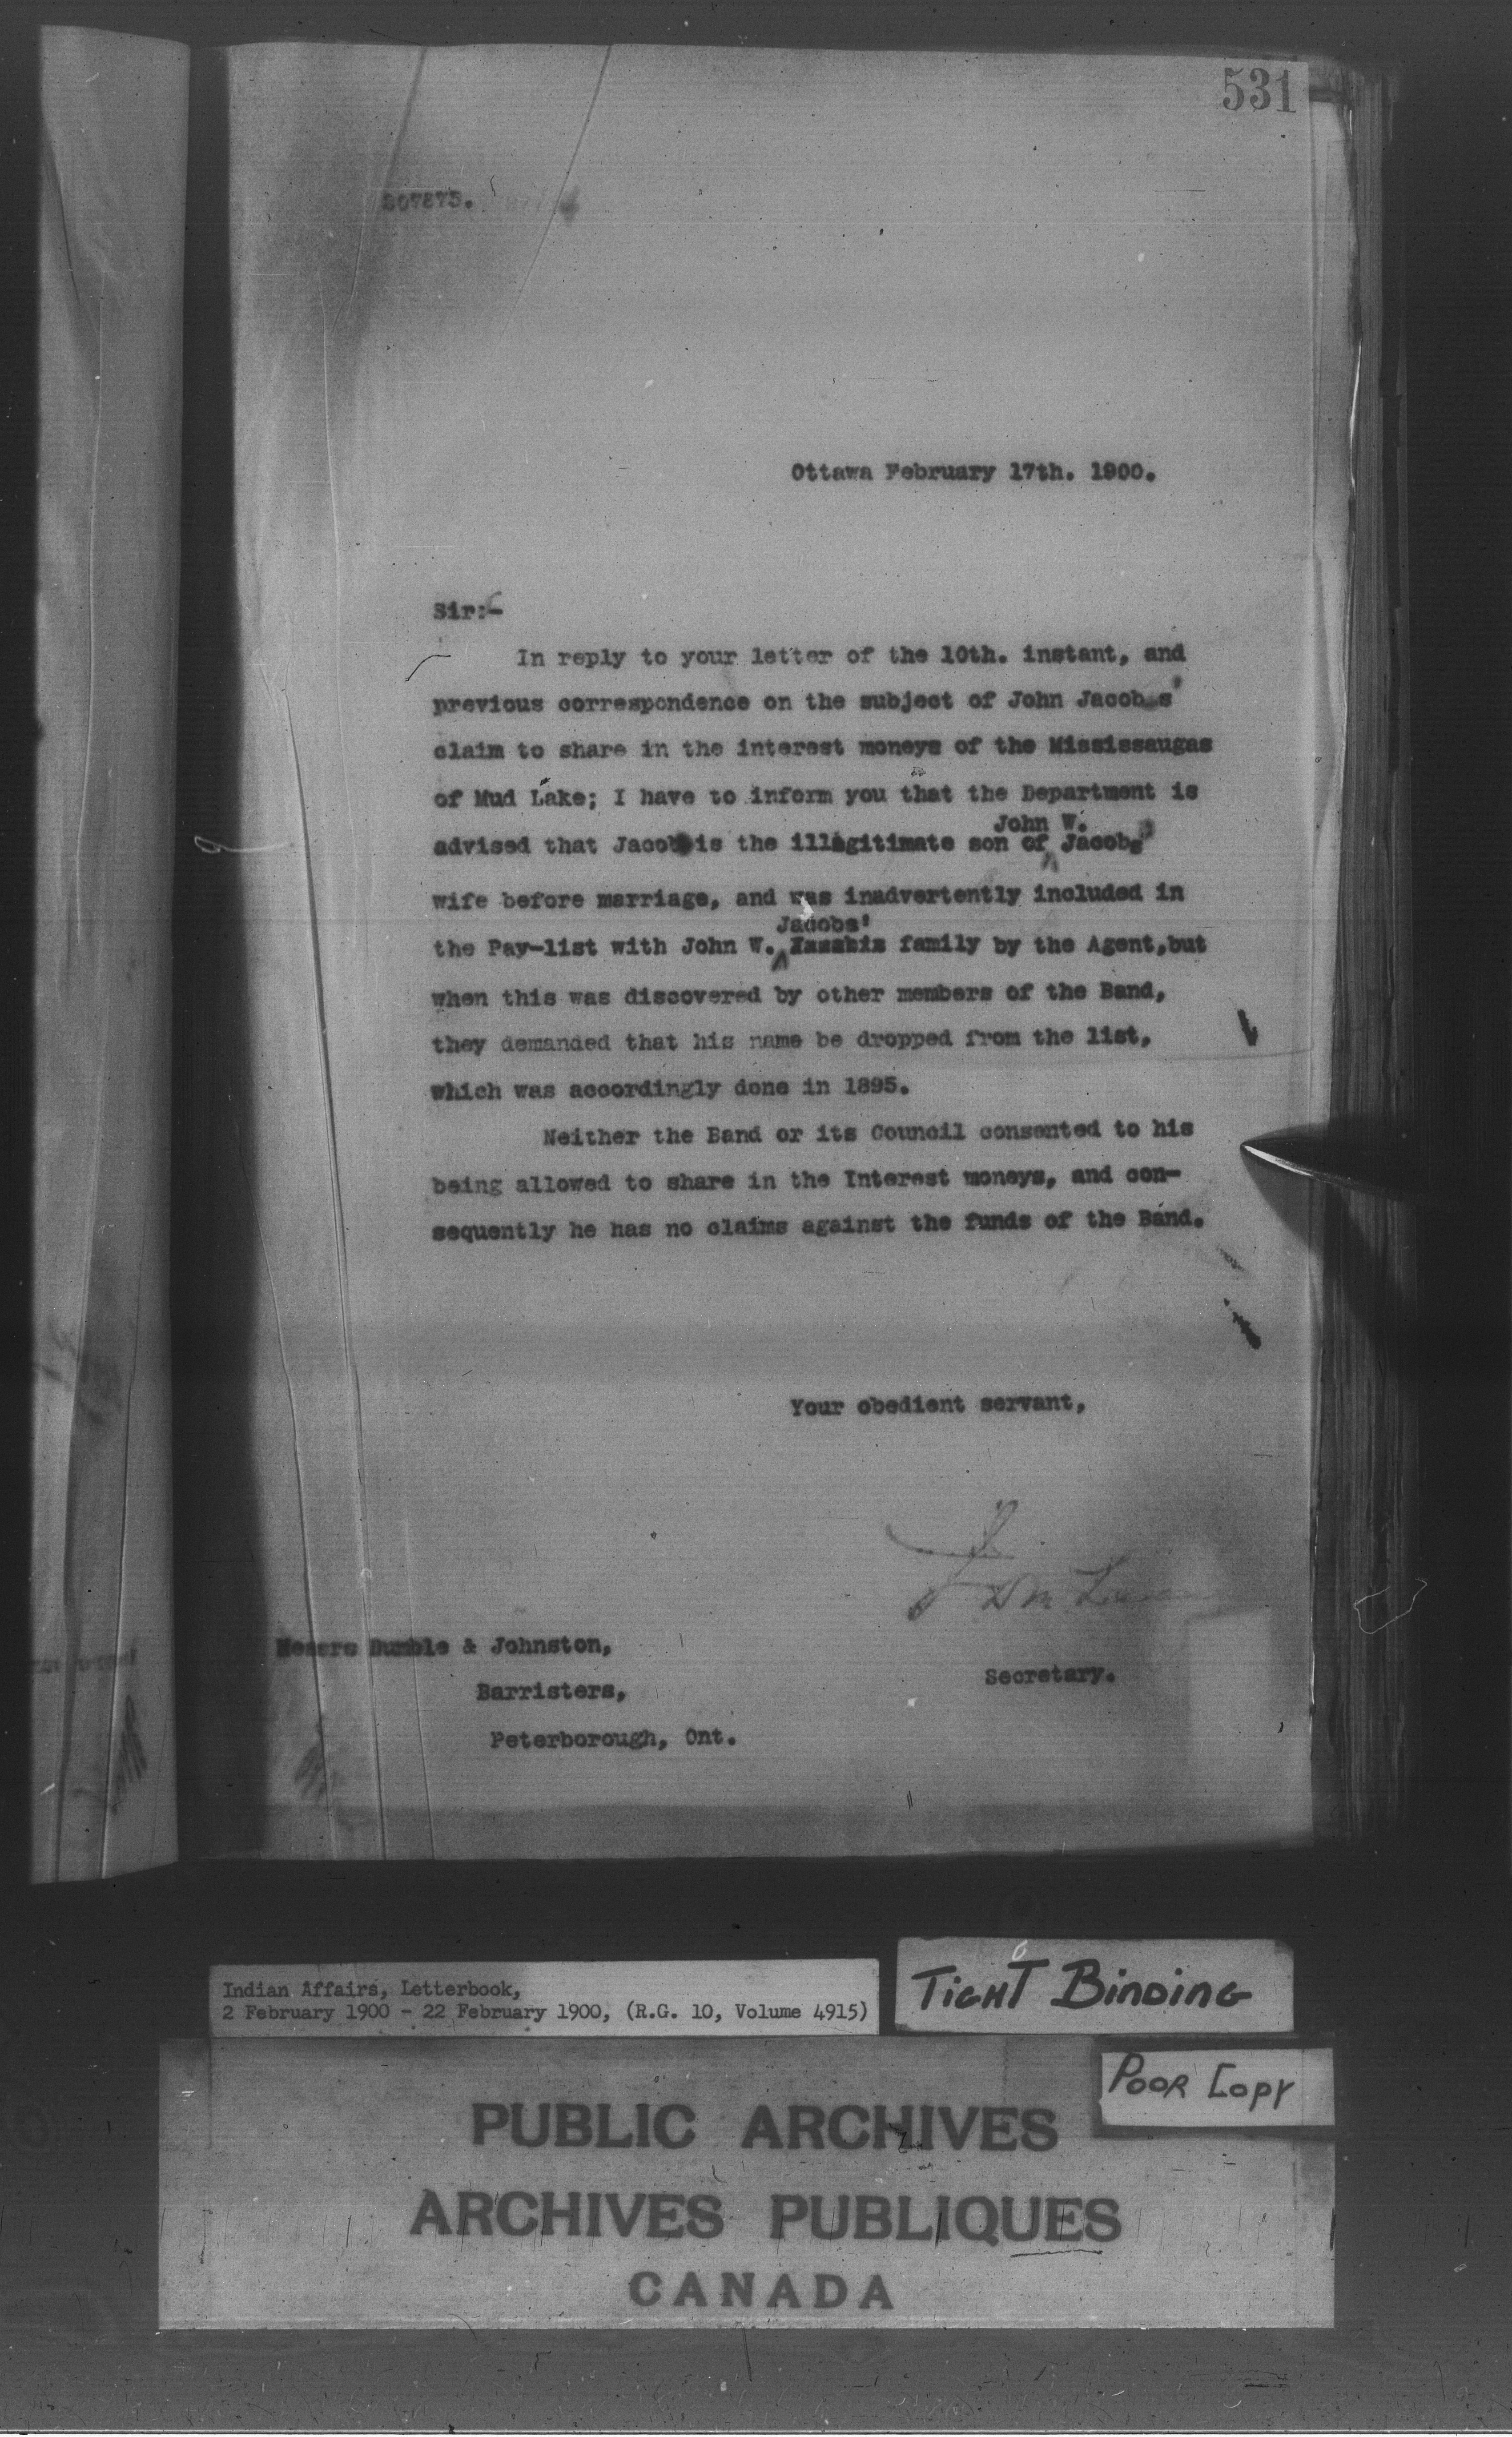 531
207875.
Ottawa February 17th. 1900.
Sir:-
In reply to your letter of the 10th. instant, and
previous correspondence on the subject of John Jacobs'
claim to share in the interest moneys of the Mississaugas
of Mud Lake; I have to inform you that the Department is
John W.
advised that Jacobs is the illegitimate son of Jacobs'
wife before marriage, and was inadvertently included in
Jacobs'
the Pay-list with John W. family by the Agent,but
when this was discovered by other members of the Band,
they demanded that his name be dropped from the list,
which was accordingly done in 1895.
Neither the Band or its Council consented to his
being allowed to share in the Interest moneys, and con-
sequently he has no claims against the funds of the Band.
Your obedient servant,
Messrs Dumble & Johnston,
Secretary.
Barristers,
Peterborough, Ont.
Indian Affairs, Letterbook,
2 February 1900 - 22 February 1900, (R.G. 10, Volume 4915)
TIGHT BINDING
POOR COPY
PUBLIC ARCHIVES
ARCHIVES PUBLIQUES
CANADA